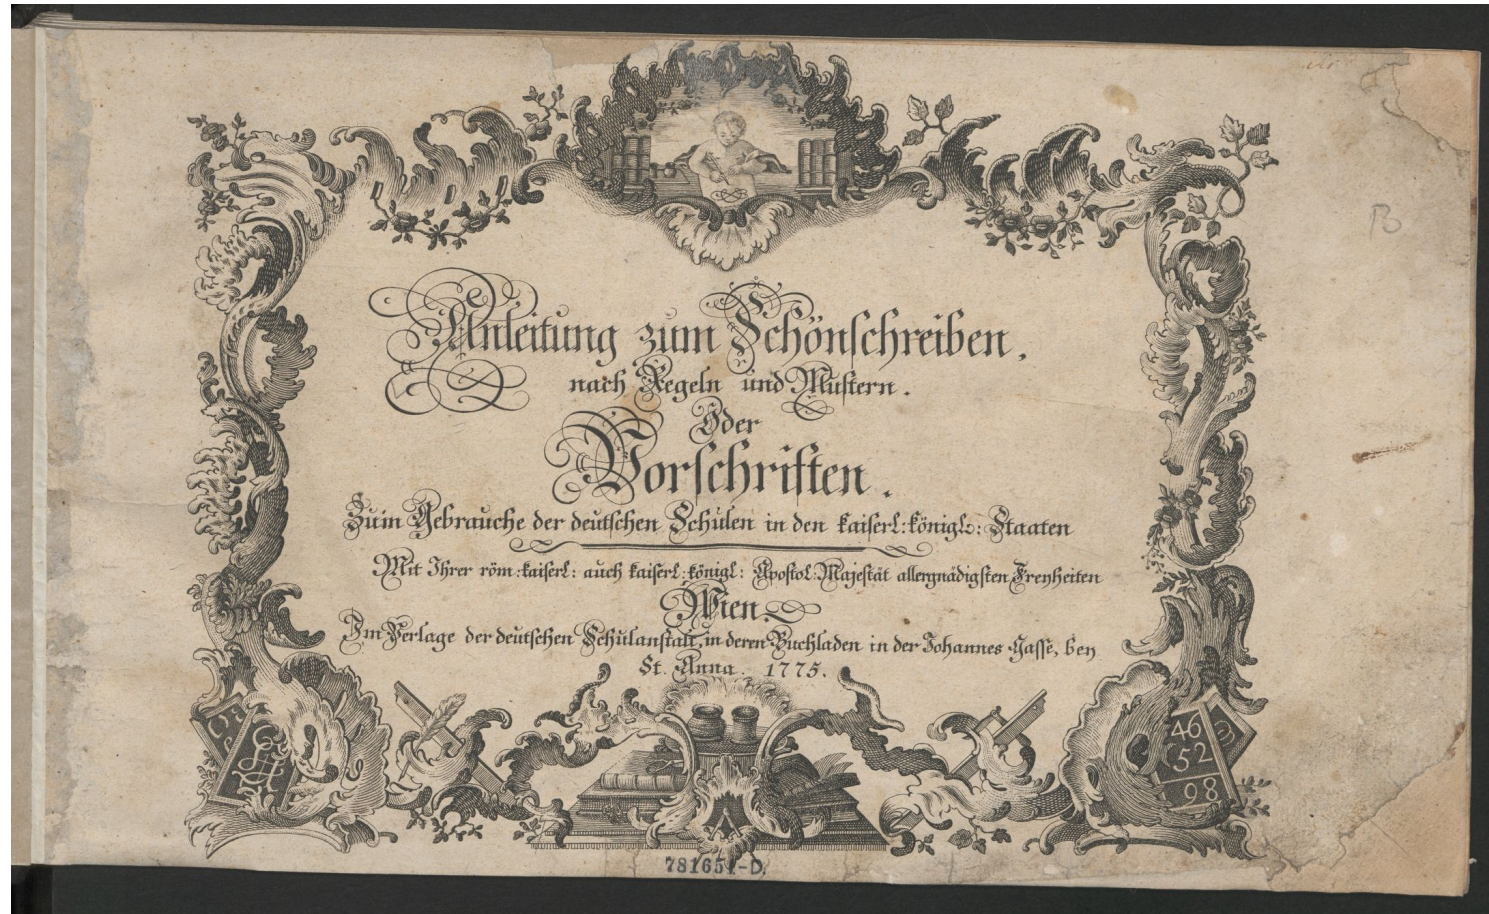 Anleitung zum Schönschreiben,
nach Regeln und Mustern.
Oder
Vorschriften.
Zum Gebrauche der deutschen Schulen in den kaiserl: königl: Staaten
Mit Ihrer röm: kaiserl: auch kaiserl: königl: Apostol: Majestät allergnädigsten Freyheiten
Wien
Im Verlage der deutschen Schulanstalt, in deren Buchladen in der Johannes Gasse, bey
St. Anna. 1775.
46
52
98
781651-D.
B